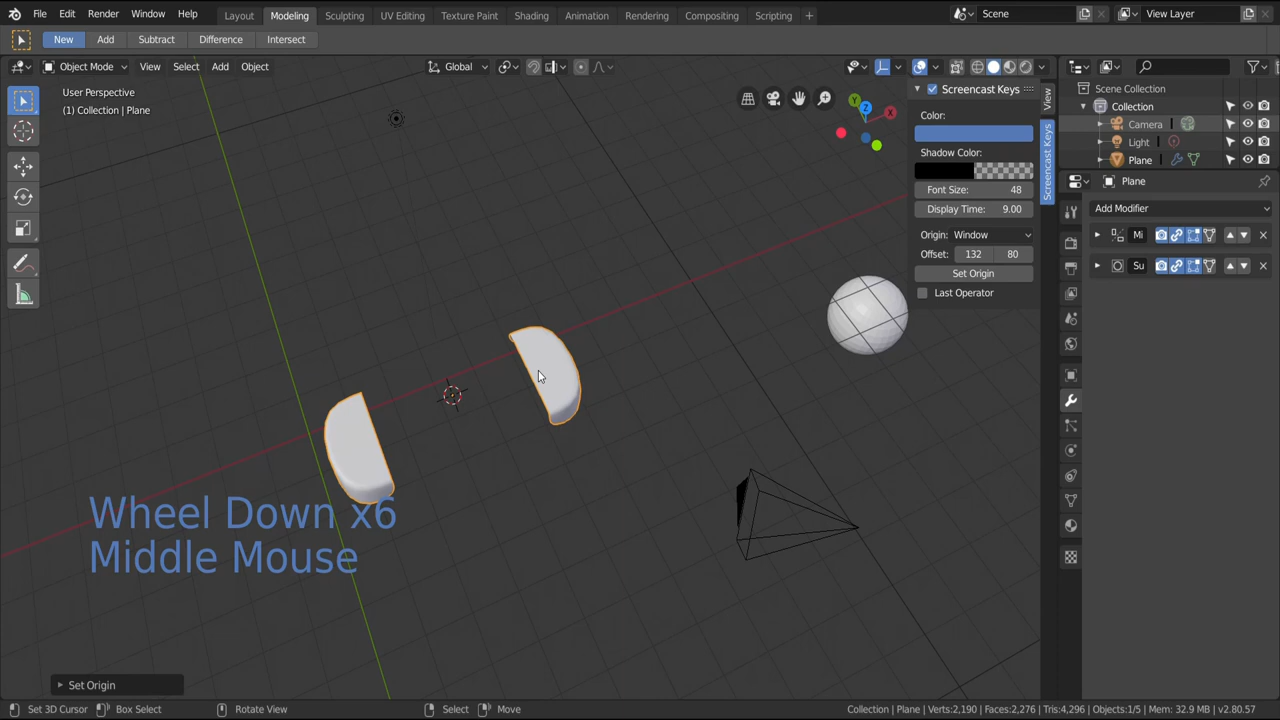 File Edit Render Window Help Layout Modeling Sculpting UV Editing Texture Paint Shading Animation Rendering Compositing Scripting + Scene View Layer
New Add Subtract Difference Intersect
Object Mode View Select Add Object Global
User Perspective
(1) Collection | Plane
Z
Y
X
Screencast Keys
Color:
Shadow Color:
Font Size: 48
Display Time: 9.00
Origin: Window
Offset: 132 80
Set Origin
Last Operator
View
Screencast Keys
Scene Collection
Collection
Camera
Light
Plane
Plane
Add Modifier
Mi
Su
Wheel Down x6
Middle Mouse
Set Origin
Set 3D Cursor Box Select Rotate View Select Move Collection | Plane | Verts:2,190 | Faces:2,276 | Tris:4,296 | Objects:1/5 | Mem: 32.9 MB | v2.80.57